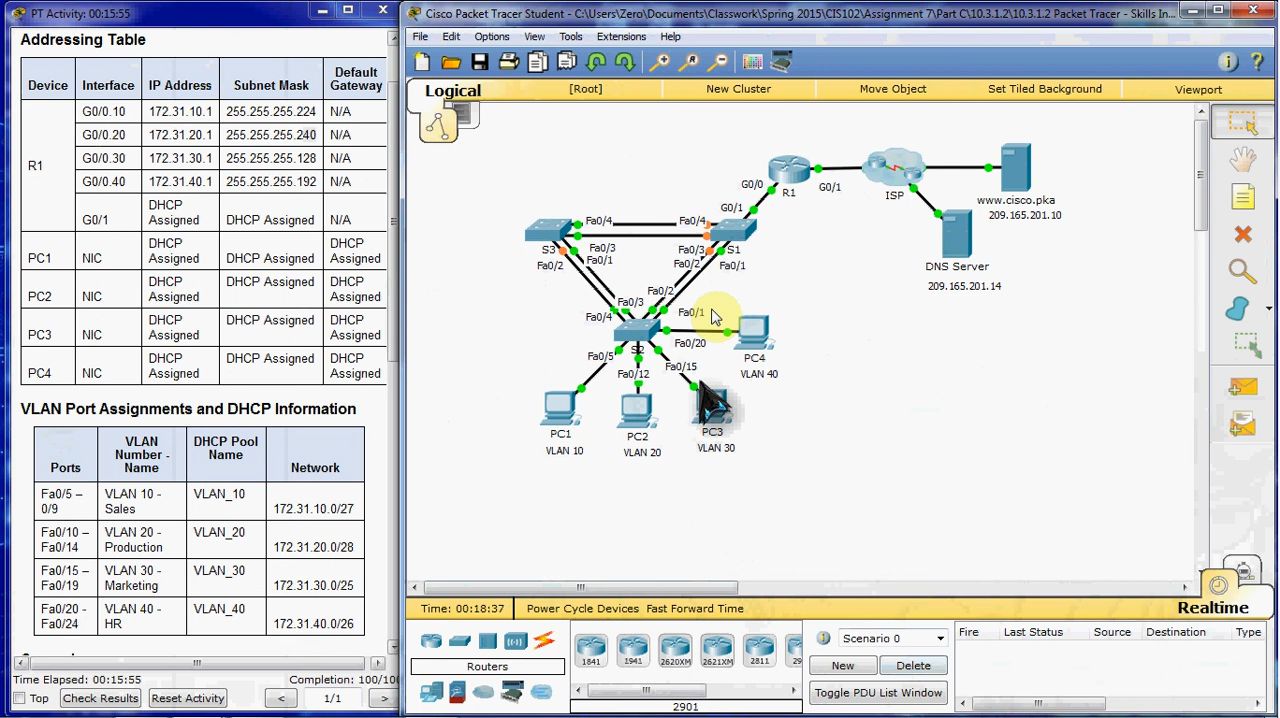 PT Activity: 00:15:55
Addressing Table
Device Interface IP Address Subnet Mask Default Gateway
R1
G0/0.10 172.31.10.1 255.255.255.224 N/A
G0/0.20 172.31.20.1 255.255.255.240 N/A
G0/0.30 172.31.30.1 255.255.255.128 N/A
G0/0.40 172.31.40.1 255.255.255.192 N/A
G0/1 DHCP Assigned DHCP Assigned N/A
PC1 NIC DHCP Assigned DHCP Assigned DHCP Assigned
PC2 NIC DHCP Assigned DHCP Assigned DHCP Assigned
PC3 NIC DHCP Assigned DHCP Assigned DHCP Assigned
PC4 NIC DHCP Assigned DHCP Assigned DHCP Assigned
VLAN Port Assignments and DHCP Information
Ports VLAN Number - Name DHCP Pool Name Network
Fa0/5 – 0/9 VLAN 10 - Sales VLAN_10 172.31.10.0/27
Fa0/10 – Fa0/14 VLAN 20 - Production VLAN_20 172.31.20.0/28
Fa0/15 – Fa0/19 VLAN 30 - Marketing VLAN_30 172.31.30.0/25
Fa0/20 - Fa0/24 VLAN 40 - HR VLAN_40 172.31.40.0/26
Time Elapsed: 00:15:55 Completion: 100/100
Top Check Results Reset Activity < 1/1 >
Cisco Packet Tracer Student - C:\Users\Zero\Documents\Classwork\Spring 2015\CIS102\Assignment 7\Part C\10.3.1.2\10.3.1.2 Packet Tracer - Skills In...
File Edit Options View Tools Extensions Help
Logical [Root] New Cluster Move Object Set Tiled Background Viewport
G0/0
R1
G0/1
ISP
www.cisco.pka
209.165.201.10
G0/1
Fa0/4
Fa0/4
S3
S1
DNS Server
209.165.201.14
Fa0/3
Fa0/1
Fa0/2
Fa0/3
Fa0/2
Fa0/1
Fa0/2
Fa0/3
Fa0/4
Fa0/1
S2
Fa0/20
PC4
VLAN 40
Fa0/5
Fa0/12
Fa0/15
PC1
VLAN 10
PC2
VLAN 20
PC3
VLAN 30
Realtime
Time: 00:18:37 Power Cycle Devices Fast Forward Time
Routers
1841 1941 2620XM 2621XM 2811 29
2901
Scenario 0
New Delete
Toggle PDU List Window
Fire Last Status Source Destination Type